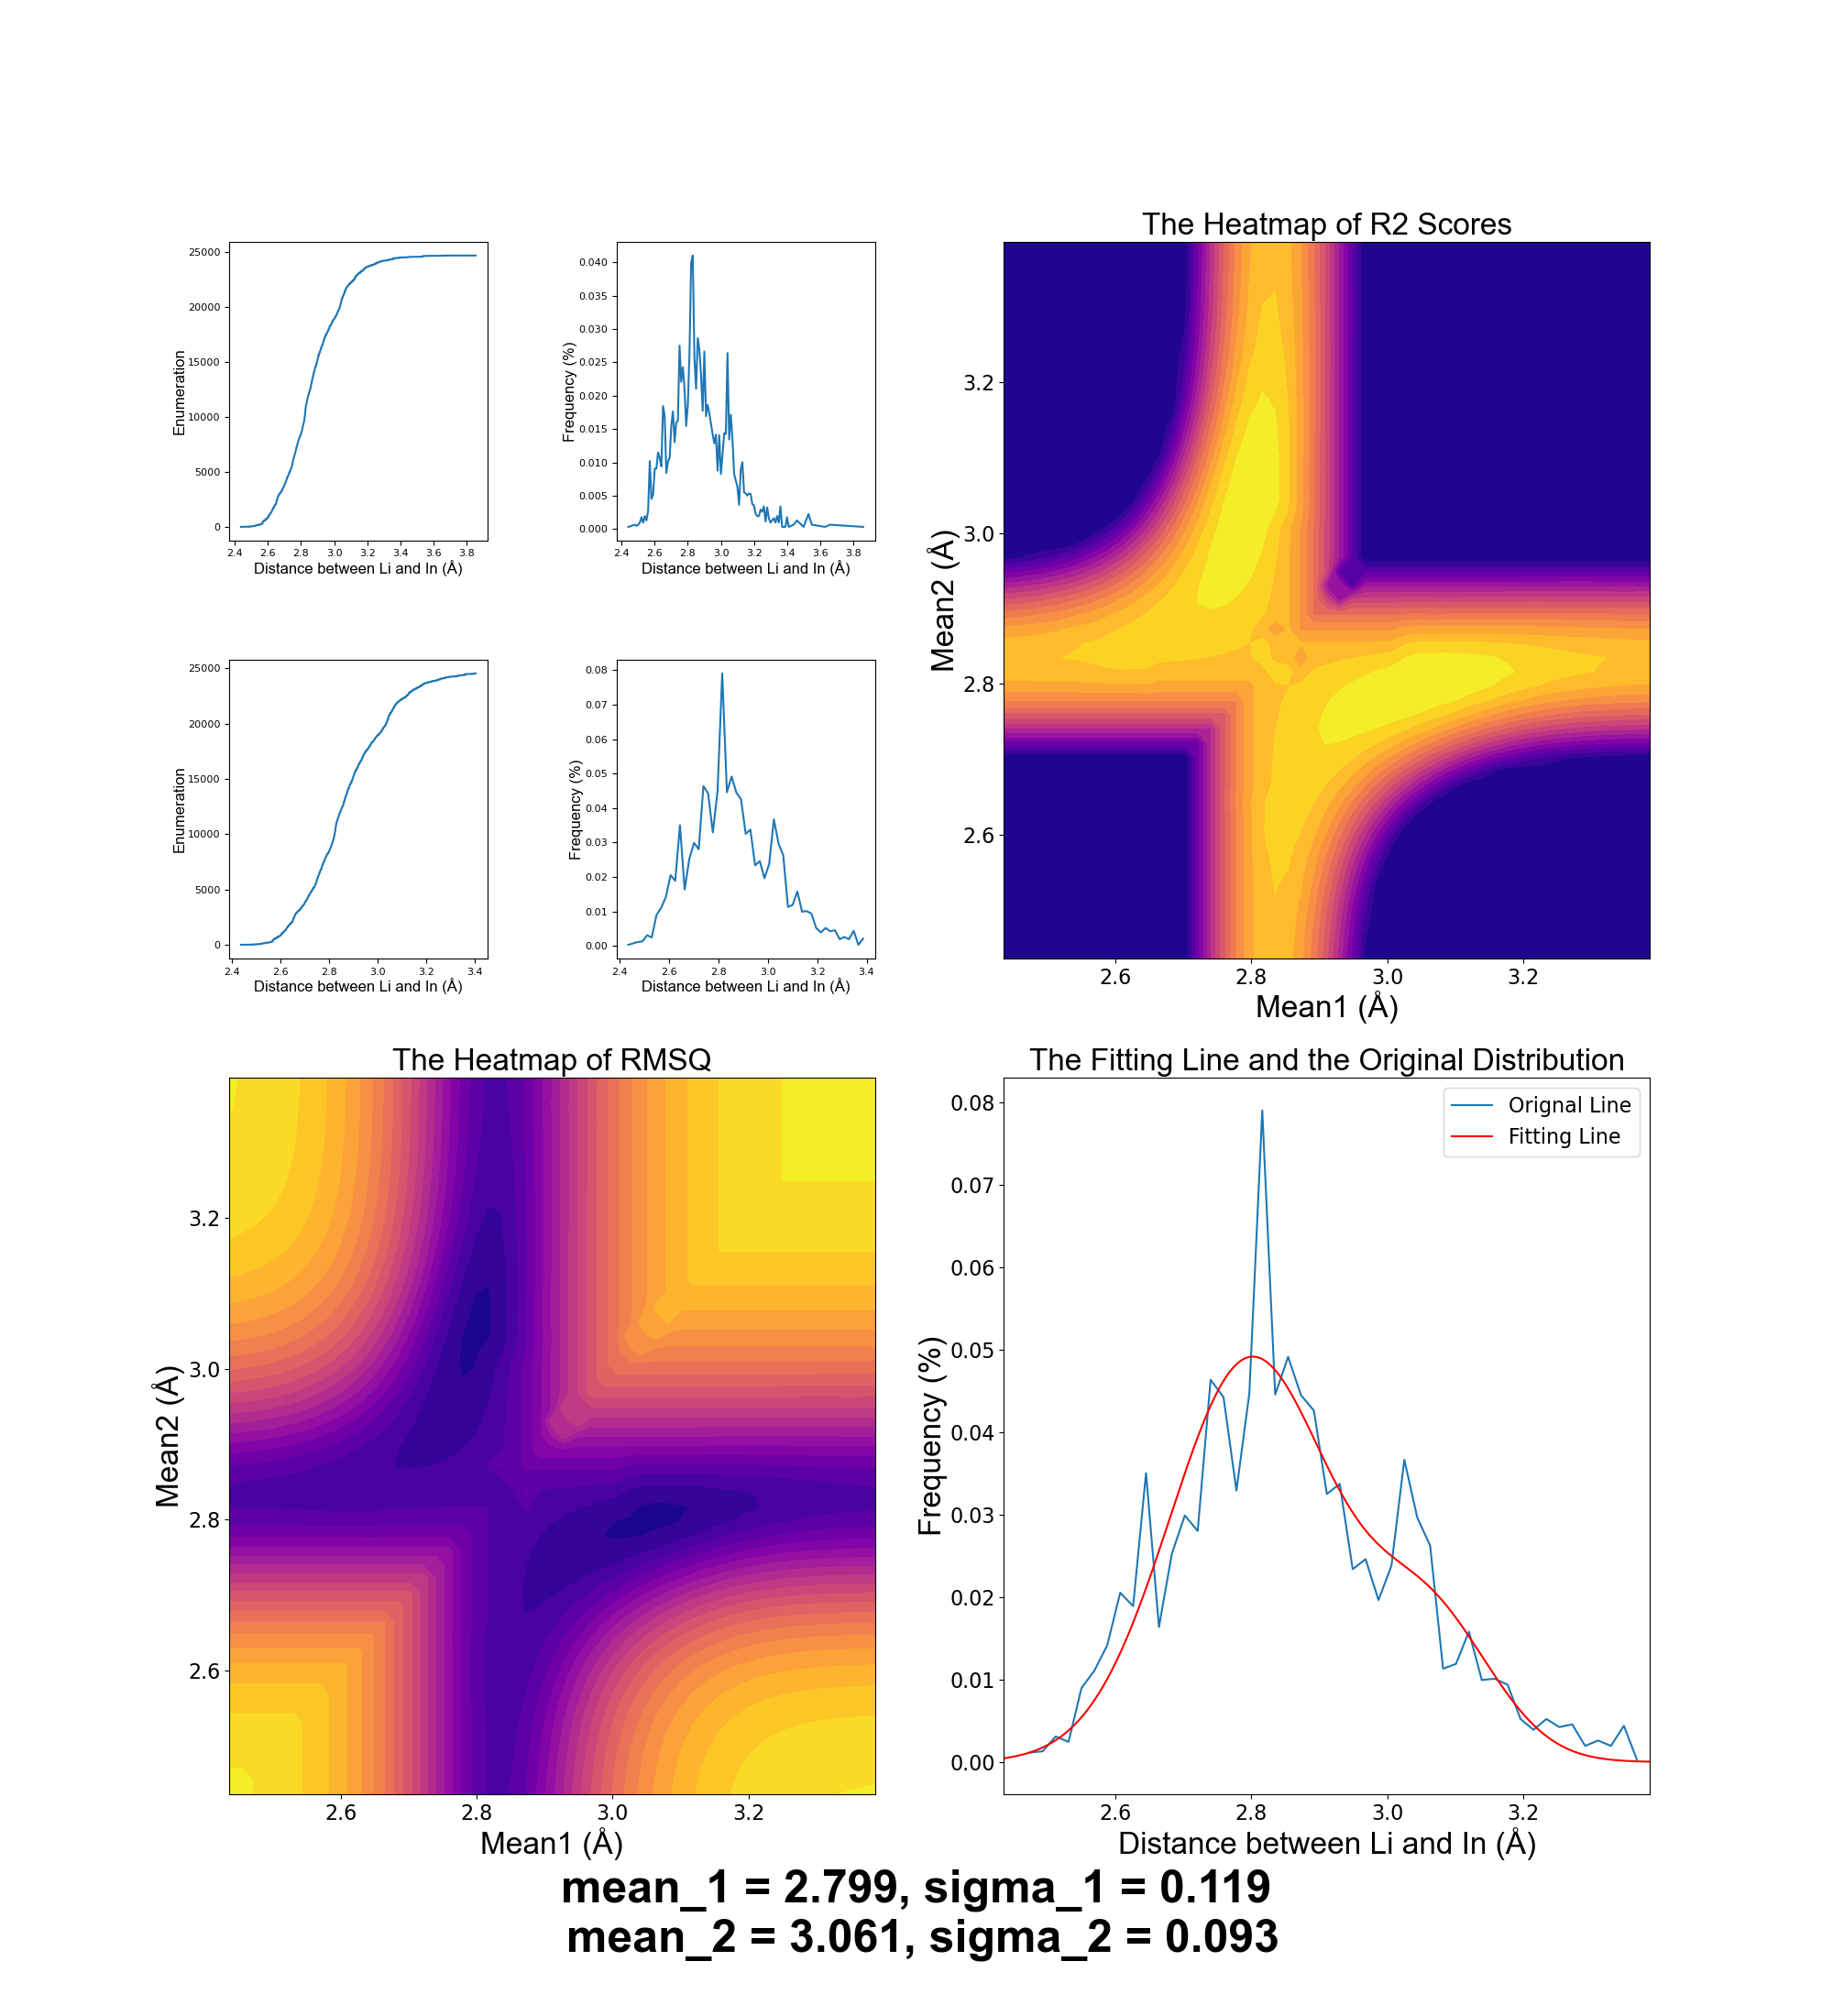 25000
20000
15000
10000
5000
0
Enumeration
2.4 2.6 2.8 3.0 3.2 3.4 3.6 3.8
Distance between Li and In (Å)
0.040
0.035
0.030
0.025
0.020
0.015
0.010
0.005
0.000
Frequency (%)
2.4 2.6 2.8 3.0 3.2 3.4 3.6 3.8
Distance between Li and In (Å)
25000
20000
15000
10000
5000
0
Enumeration
2.4 2.6 2.8 3.0 3.2 3.4
Distance between Li and In (Å)
0.08
0.07
0.06
0.05
0.04
0.03
0.02
0.01
0.00
Frequency (%)
2.4 2.6 2.8 3.0 3.2 3.4
Distance between Li and In (Å)
The Heatmap of R2 Scores
3.2
3.0
2.8
2.6
Mean2 (Å)
2.6 2.8 3.0 3.2
Mean1 (Å)
The Heatmap of RMSQ
3.2
3.0
2.8
2.6
Mean2 (Å)
2.6 2.8 3.0 3.2
Mean1 (Å)
The Fitting Line and the Original Distribution
Orignal Line
Fitting Line
0.08
0.07
0.06
0.05
0.04
0.03
0.02
0.01
0.00
Frequency (%)
2.6 2.8 3.0 3.2
Distance between Li and In (Å)
mean_1 = 2.799, sigma_1 = 0.119
mean_2 = 3.061, sigma_2 = 0.093